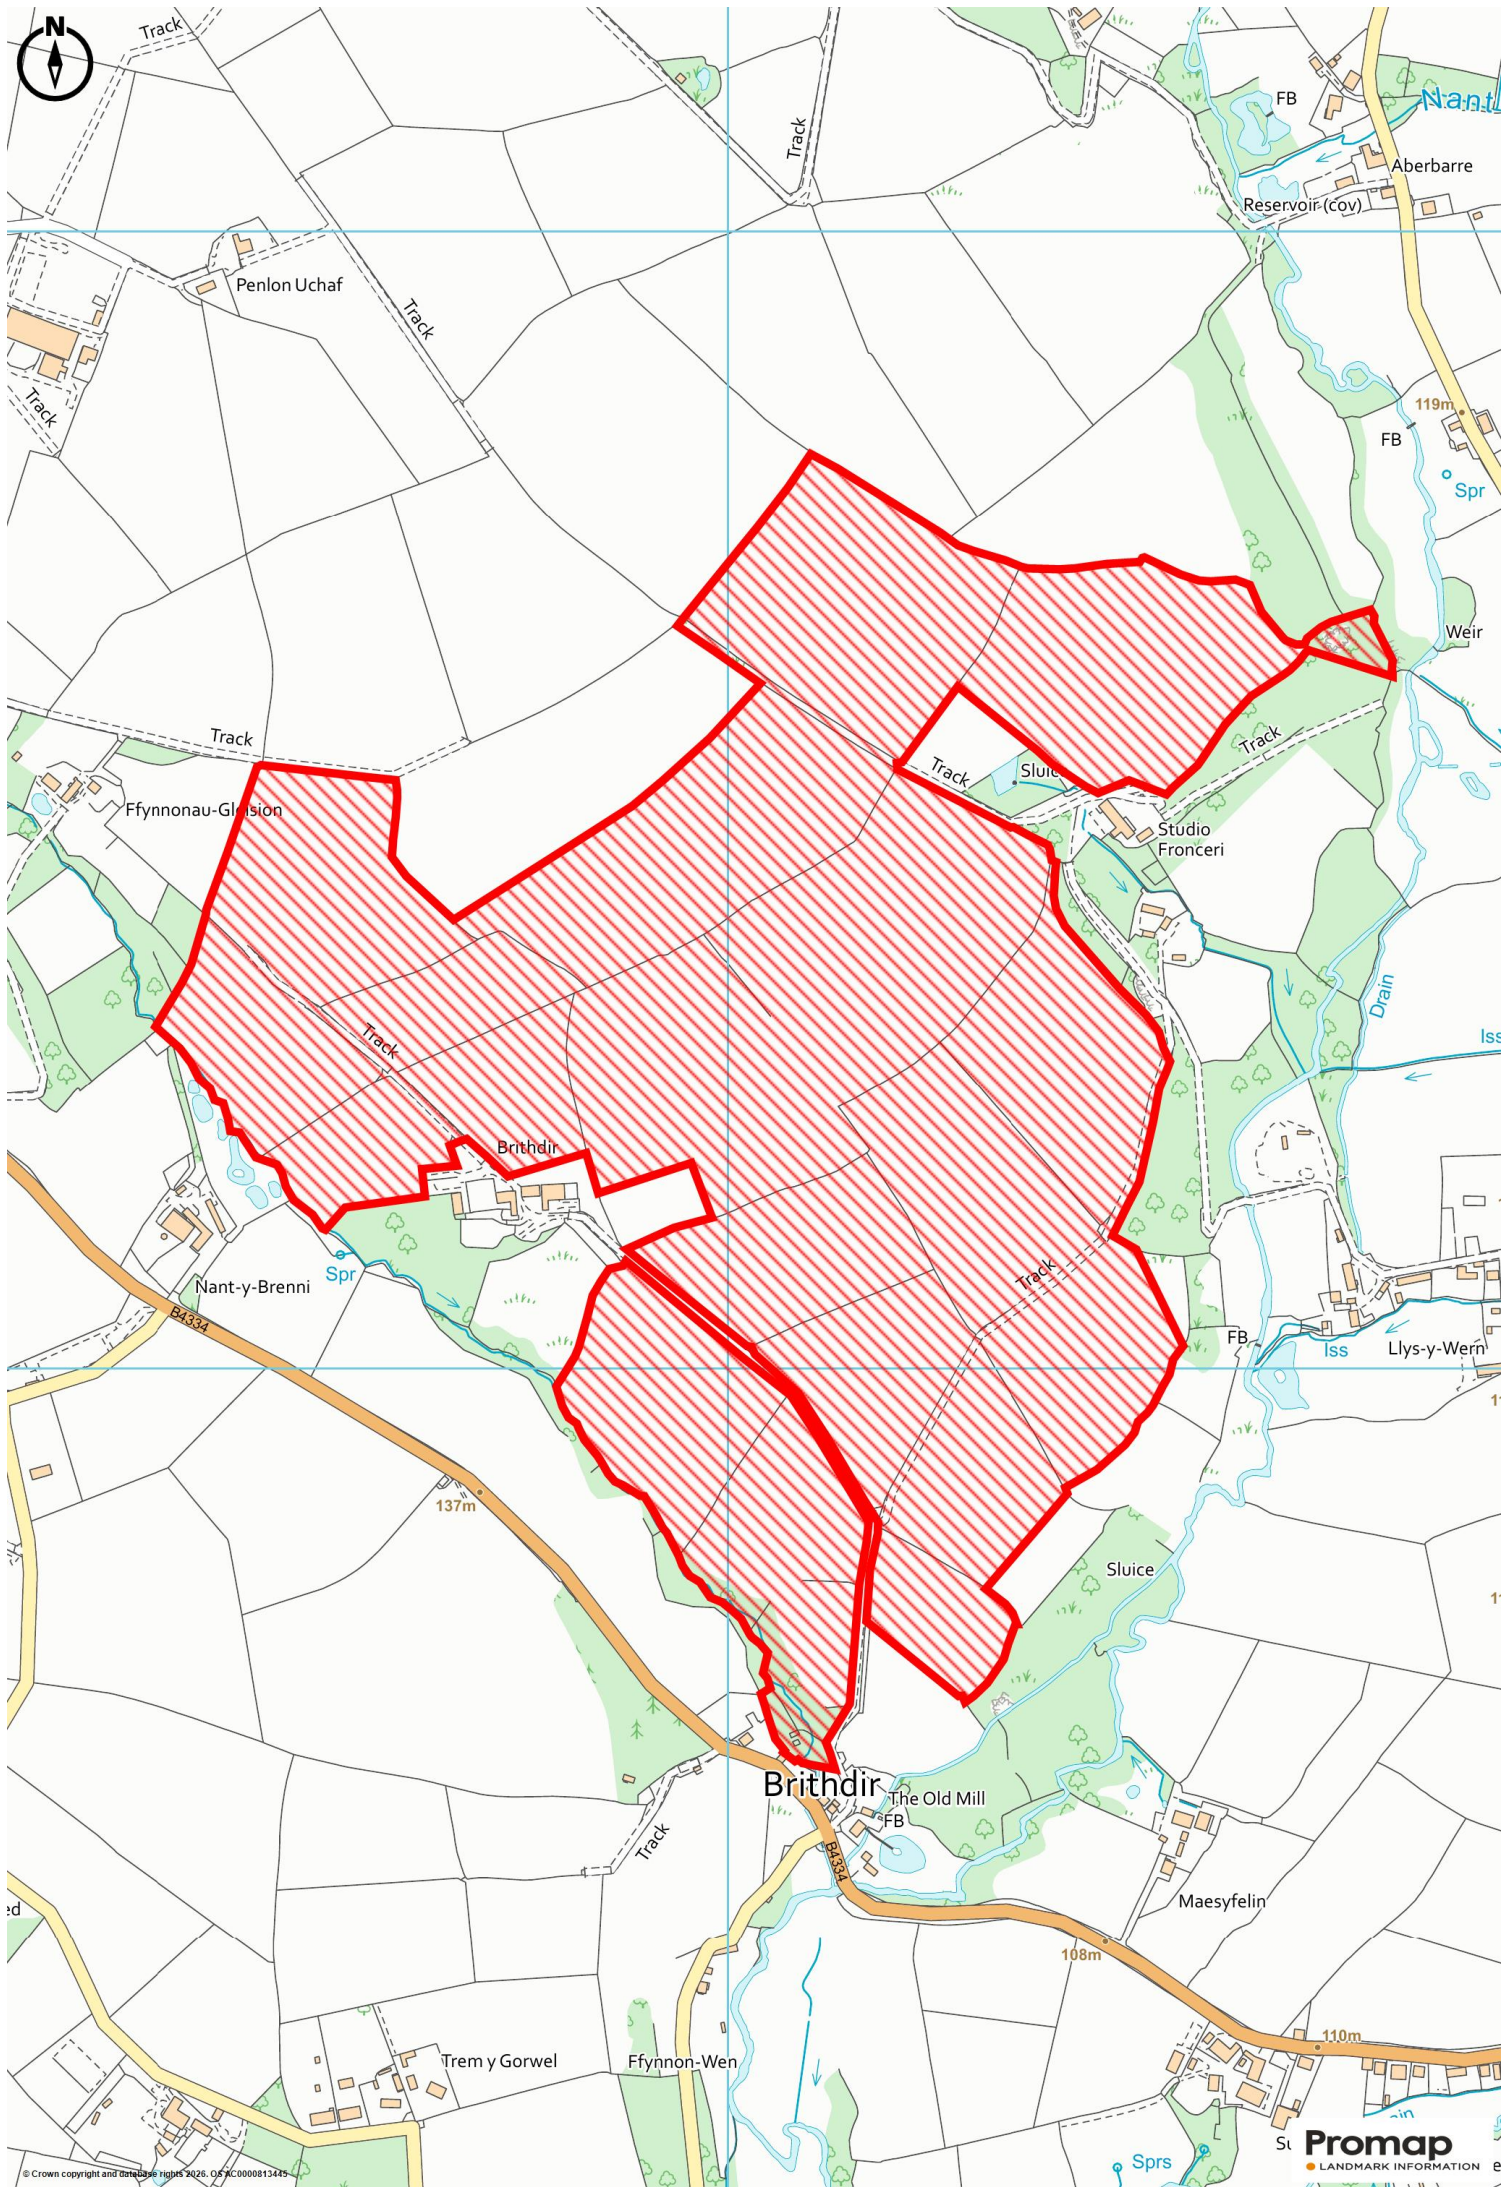 N
Track
FB
Nant
Track
Aberbarre
Reservoir (cov)
Penlon Uchaf
Track
Track
119m
FB
Spr
Weir
Track
Track
Track
Sluic
Ffynnonau-Gleision
Studio
Fronceri
Drain
Track
Iss
Brithdir
Nant-y-Brenni
Spr
Track
B4334
FB
Iss
Llys-y-Wern
137m
Sluice
Brithdir
The Old Mill
FB
Track
B4334
Maesyfelin
ed
108m
110m
Trem y Gorwel
Ffynnon-Wen
Sprs
Promap
LANDMARK INFORMATION
© Crown copyright and database rights 2026. OS AC0000813445